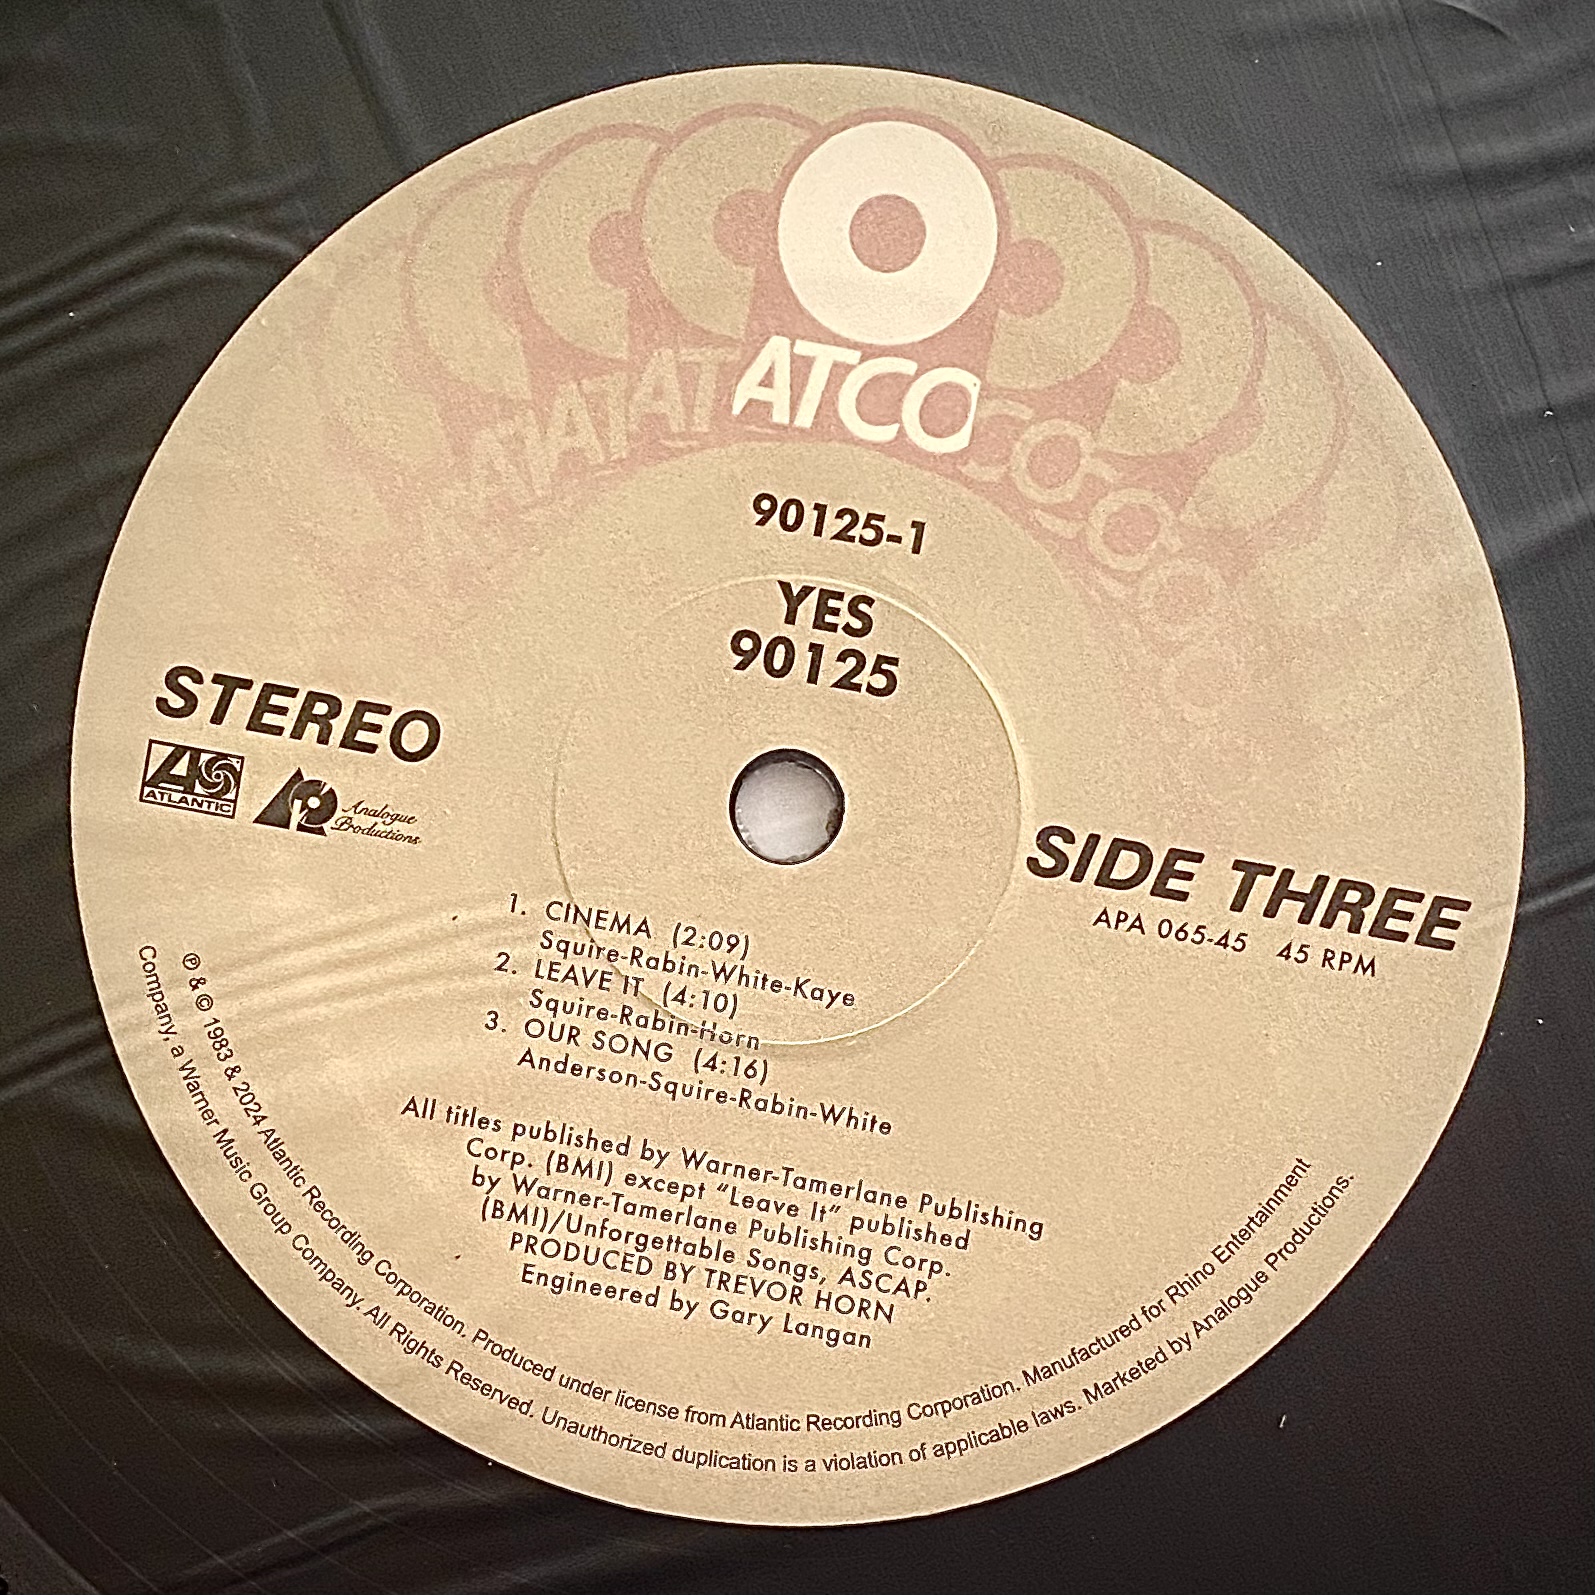 ATCO
90125-1
YES
90125
STEREO
ATLANTIC
Analogue
Productions
SIDE THREE
APA 065-45 45 RPM
1. CINEMA (2:09)
Squire-Rabin-White-Kaye
2. LEAVE IT (4:10)
Squire-Rabin-Horn
3. OUR SONG (4:16)
Anderson-Squire-Rabin-White
All titles published by Warner-Tamerlane Publishing
Corp. (BMI) except “Leave It” published
by Warner-Tamerlane Publishing Corp.
(BMI)/Unforgettable Songs, ASCAP.
PRODUCED BY TREVOR HORN
Engineered by Gary Langan
℗ & © 1983 & 2024 Atlantic Recording Corporation. Produced under license from Atlantic Recording Corporation. Manufactured for Rhino Entertainment
Company, a Warner Music Group Company. All Rights Reserved. Unauthorized duplication is a violation of applicable laws. Marketed by Analogue Productions.